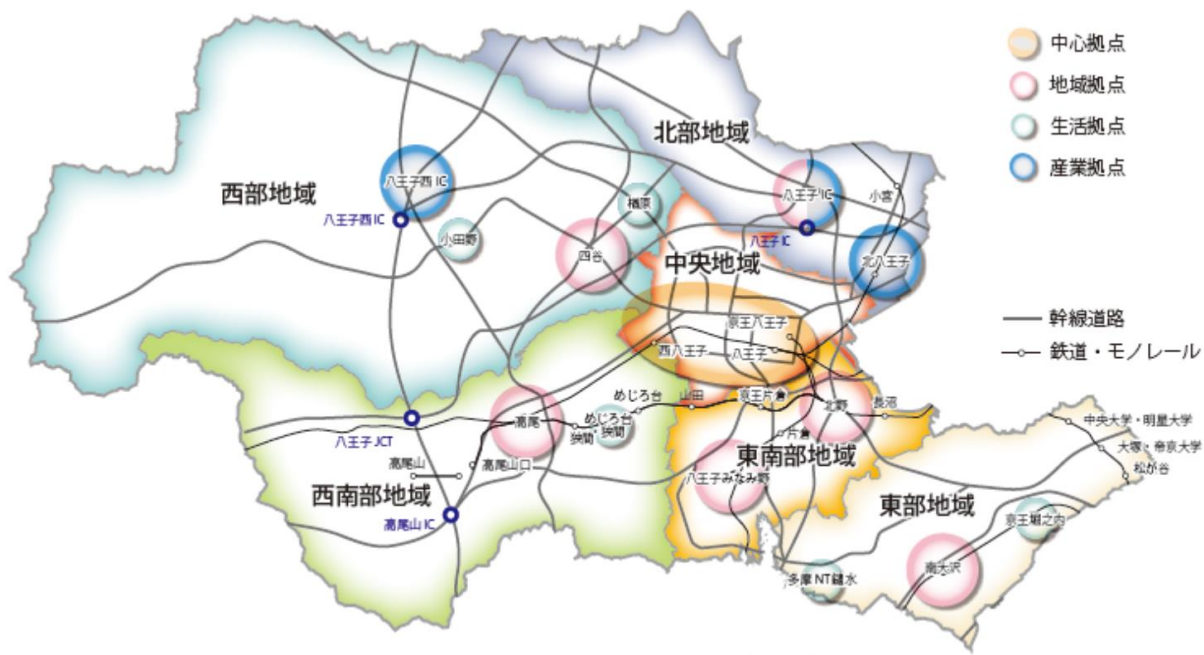 中心拠点
地域拠点
生活拠点
産業拠点
幹線道路
鉄道・モノレール
北部地域
西部地域
八王子西IC
八王子西IC
小田野
楢原
四谷
八王子IC
八王子IC
小宮
北八王子
中央地域
京王八王子
西八王子
八王子
めじろ台
山田
京王片倉
北野
長沼
高尾
狭間
めじろ台
狭間
八王子JCT
高尾山
高尾山口
西南部地域
高尾山IC
片倉
東南部地域
八王子みなみ野
東部地域
中央大学・明星大学
大塚・帝京大学
松が谷
京王堀之内
南大沢
多摩NT鑓水